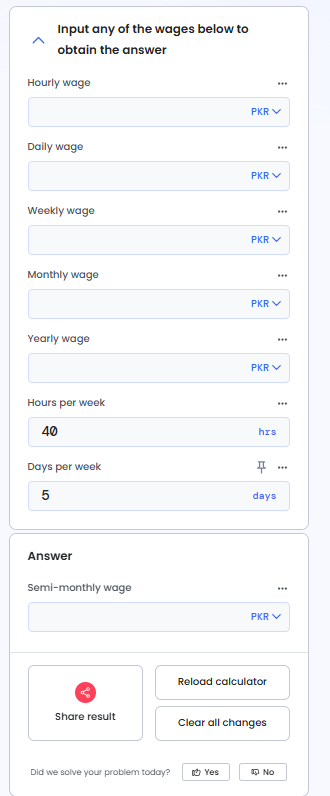 Input any of the wages below to
obtain the answer
Hourly wage
PKR
Daily wage
PKR
Weekly wage
PKR
Monthly wage
PKR
Yearly wage
PKR
Hours per week
40 hrs
Days per week
5 days
Answer
Semi-monthly wage
PKR
Share result
Reload calculator
Clear all changes
Did we solve your problem today? Yes No